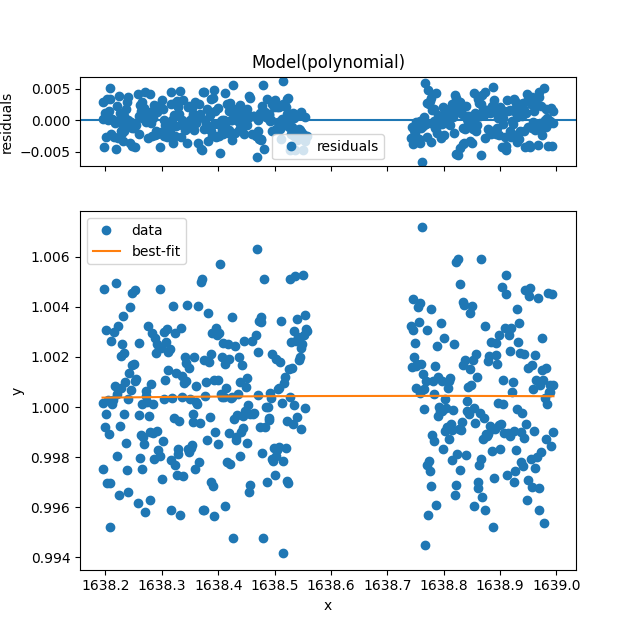 Model(polynomial)
residuals
0.005
0.000
−0.005
residuals
data
best-fit
y
1.006
1.004
1.002
1.000
0.998
0.996
0.994
1638.2 1638.3 1638.4 1638.5 1638.6 1638.7 1638.8 1638.9 1639.0
x